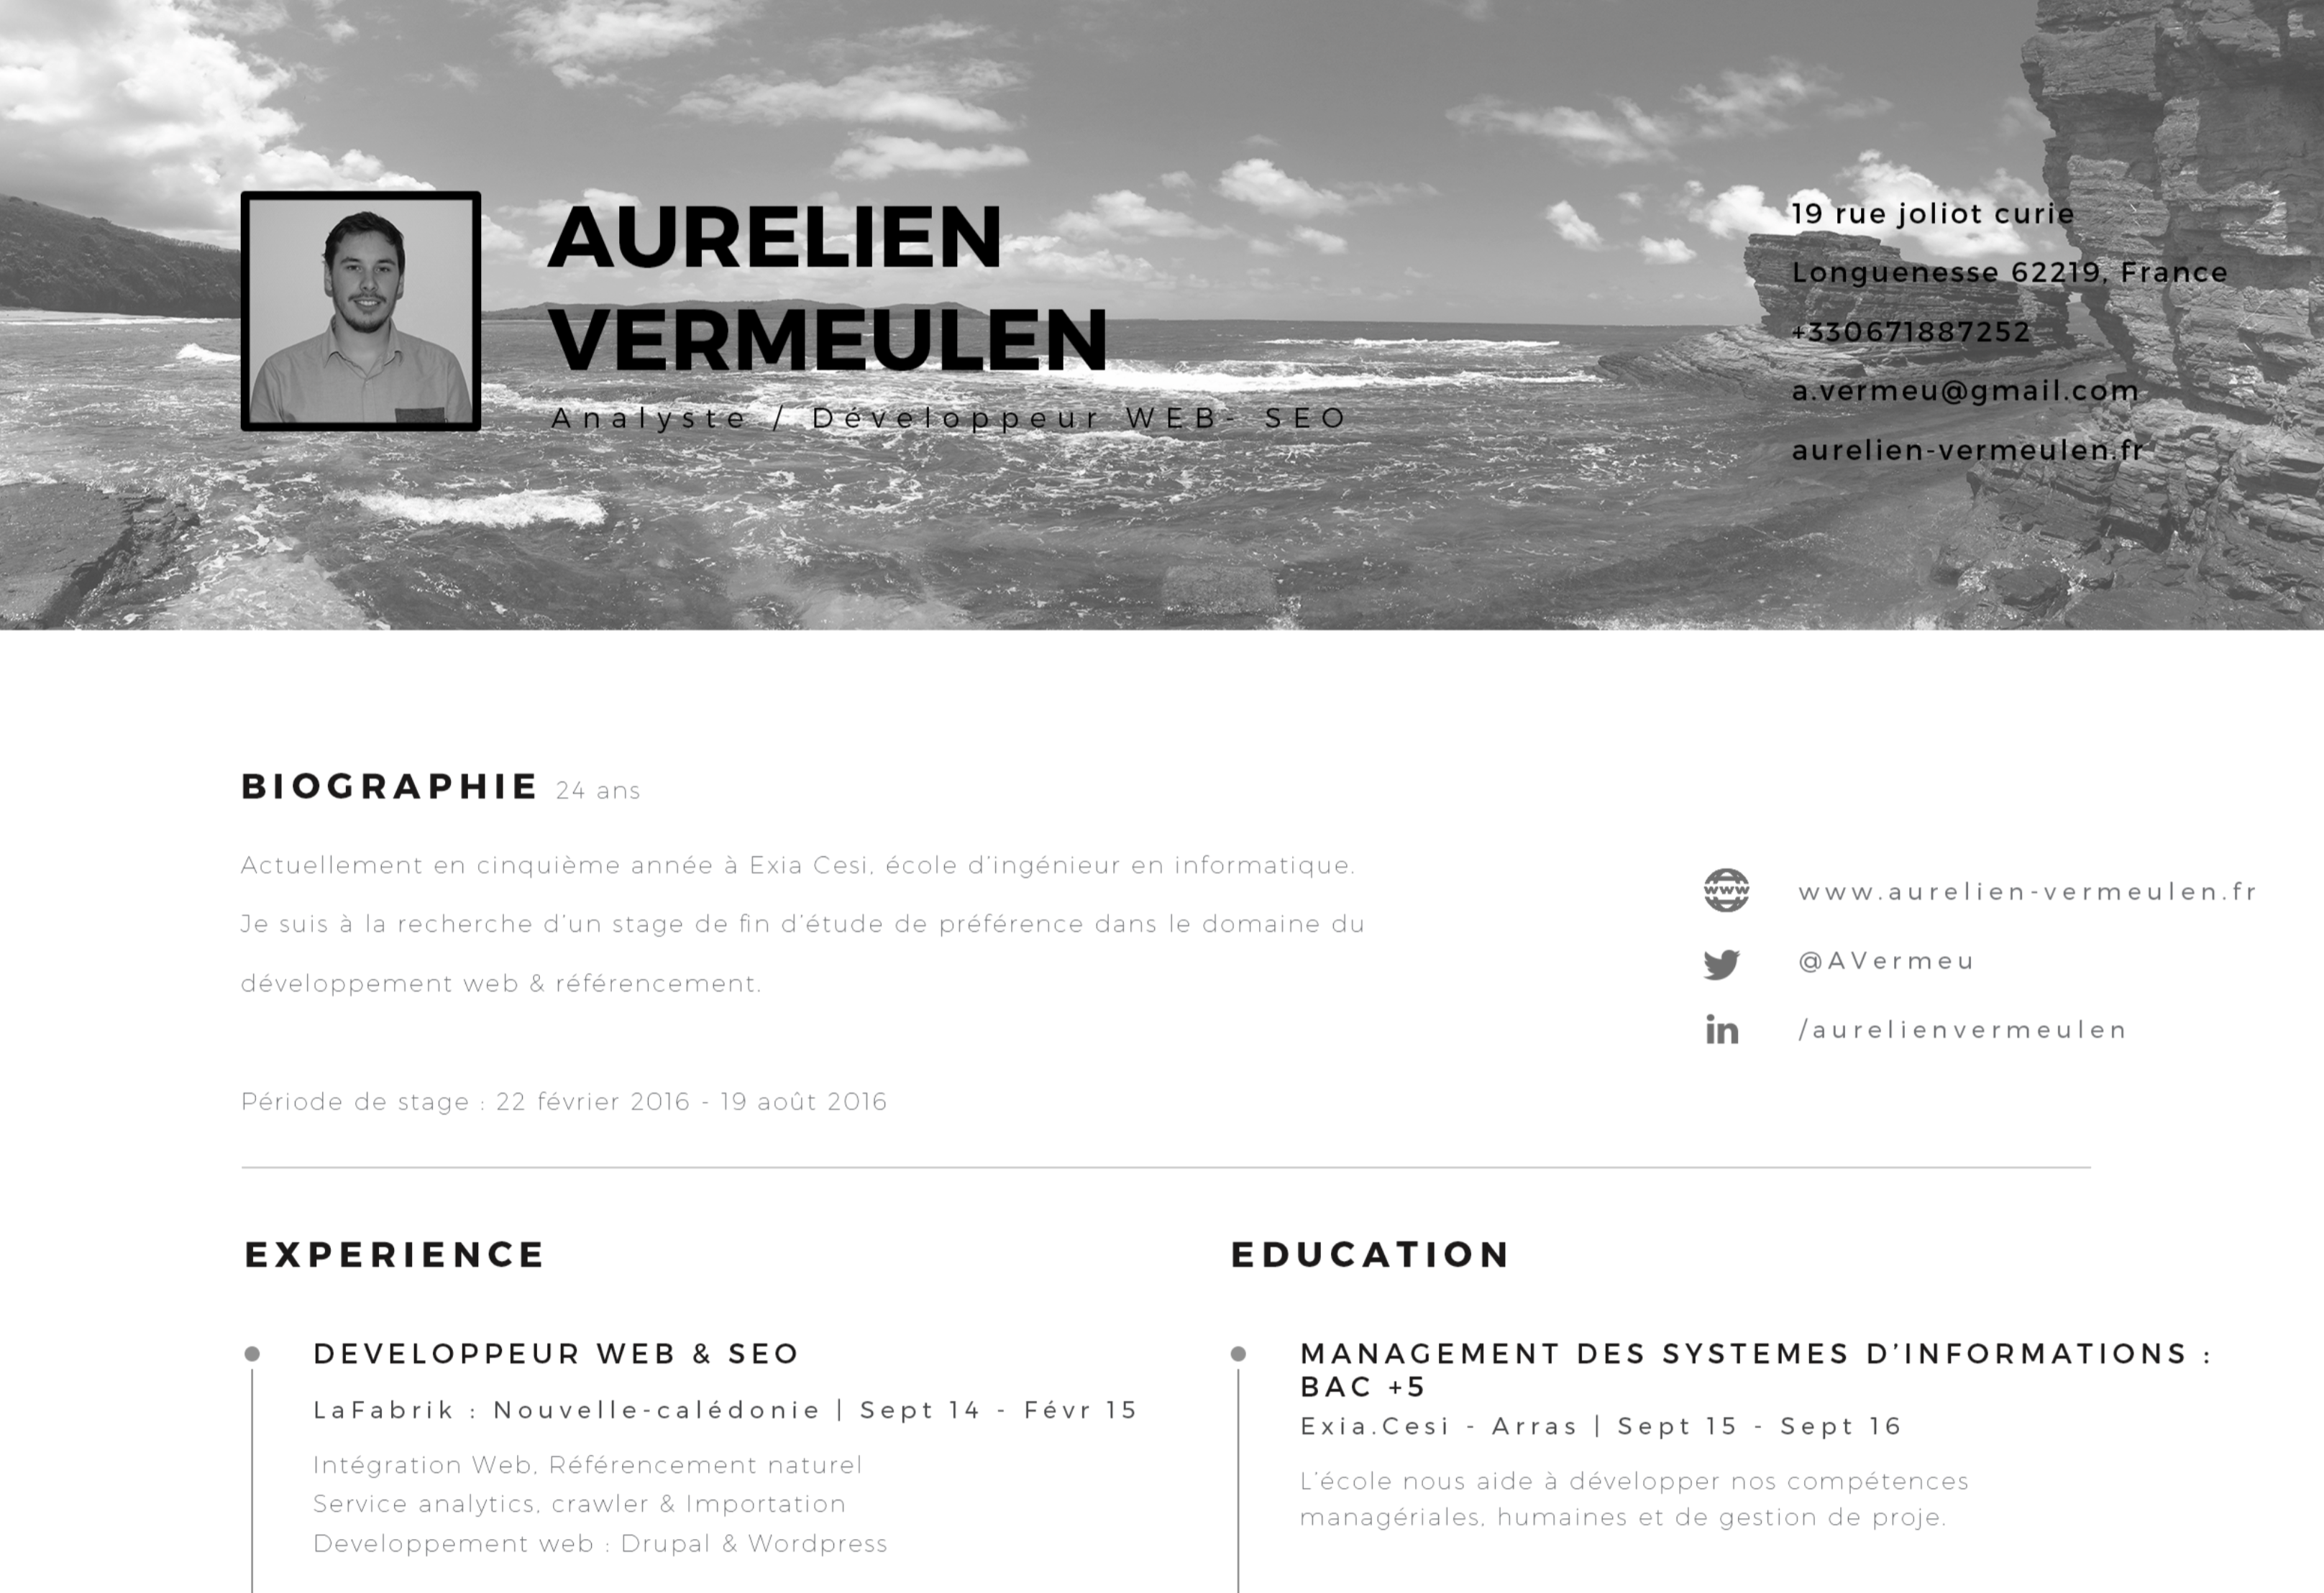 AURELIEN
VERMEULEN
Analyste / Développeur WEB- SEO
19 rue joliot curie
Longuenesse 62219, France
+330671887252
a.vermeu@gmail.com
aurelien-vermeulen.fr
BIOGRAPHIE 24 ans
Actuellement en cinquième année à Exia Cesi, école d'ingénieur en informatique.
Je suis à la recherche d'un stage de fin d'étude de préférence dans le domaine du
développement web & référencement.
Période de stage : 22 février 2016 - 19 août 2016
www
www.aurelien-vermeulen.fr
@AVermeu
in
/aurelienvermeulen
EXPERIENCE
DEVELOPPEUR WEB & SEO
LaFabrik : Nouvelle-calédonie | Sept 14 - Févr 15
Intégration Web, Référencement naturel
Service analytics, crawler & Importation
Developpement web : Drupal & Wordpress
EDUCATION
MANAGEMENT DES SYSTEMES D'INFORMATIONS :
BAC +5
Exia.Cesi - Arras | Sept 15 - Sept 16
L'école nous aide à développer nos compétences
managériales, humaines et de gestion de proje.